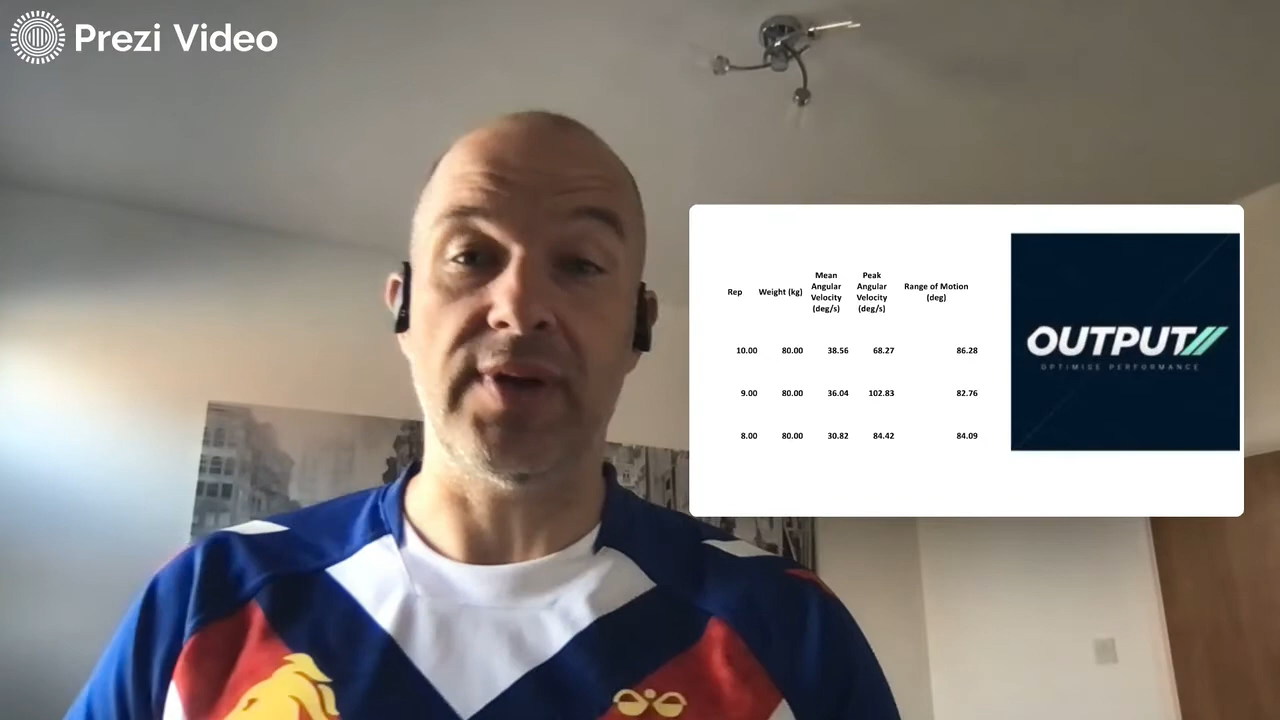 Prezi Video
Mean
Angular
Velocity
(deg/s)
Peak
Angular
Velocity
(deg/s)
Rep
Weight (kg)
Range of Motion
(deg)
10.00 80.00 38.56 68.27 86.28
9.00 80.00 36.04 102.83 82.76
8.00 80.00 30.82 84.42 84.09
OUTPUT
OPTIMISE PERFORMANCE